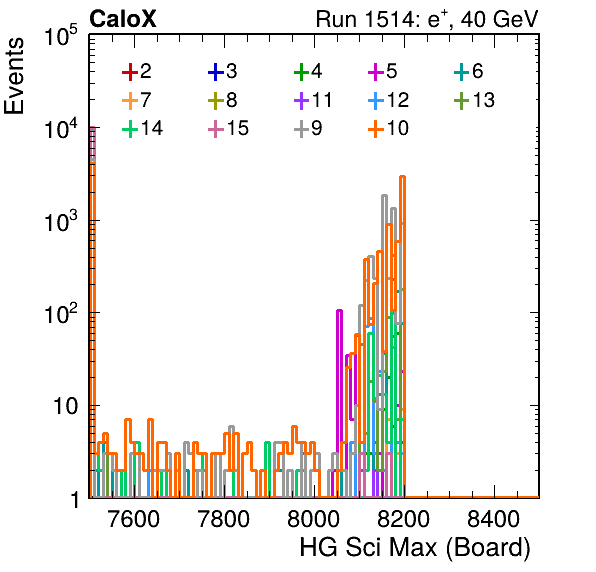 CaloX Run 1514: e⁺, 40 GeV
Events
10⁵
2 3 4 5 6
7 8 11 12 13
14 15 9 10
10⁴
10³
10²
10
1
7600 7800 8000 8200 8400
HG Sci Max (Board)